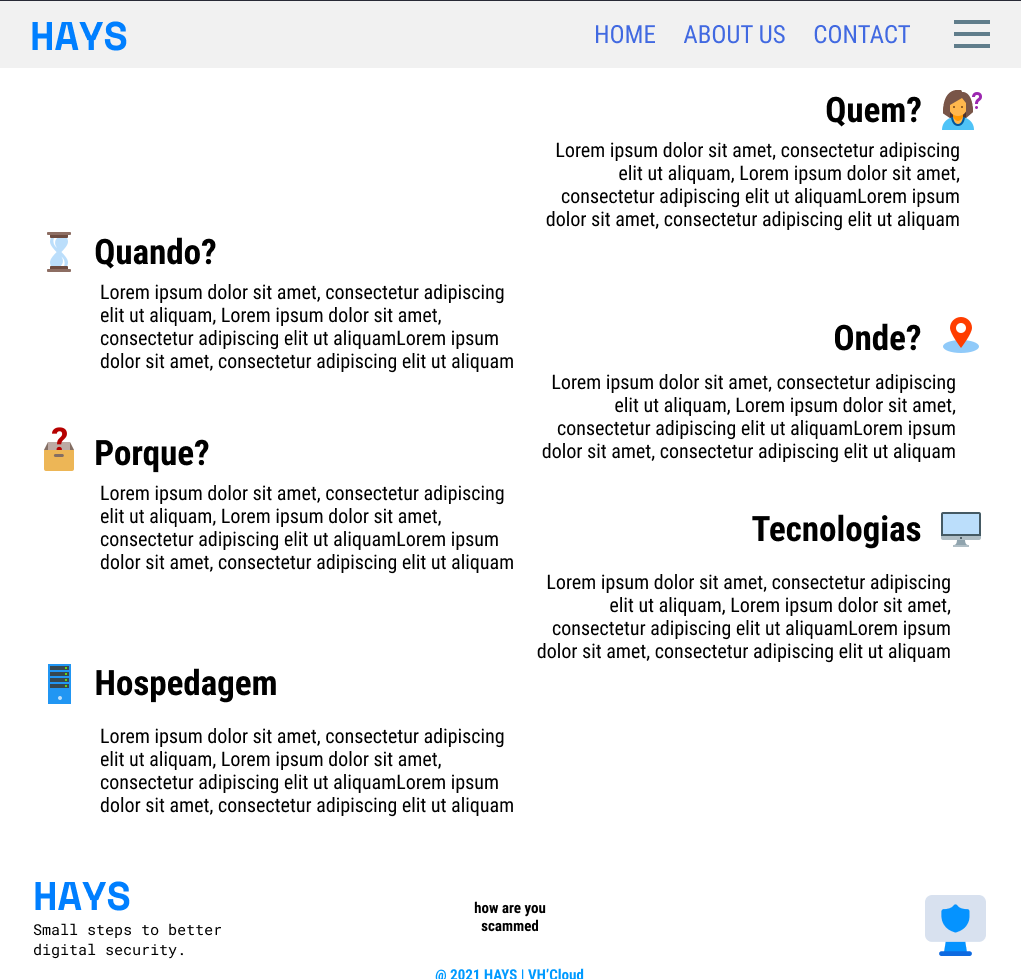 HAYS
HOME ABOUT US CONTACT
Quem?
Lorem ipsum dolor sit amet, consectetur adipiscing
elit ut aliquam, Lorem ipsum dolor sit amet,
consectetur adipiscing elit ut aliquamLorem ipsum
dolor sit amet, consectetur adipiscing elit ut aliquam
Quando?
Lorem ipsum dolor sit amet, consectetur adipiscing
elit ut aliquam, Lorem ipsum dolor sit amet,
consectetur adipiscing elit ut aliquamLorem ipsum
dolor sit amet, consectetur adipiscing elit ut aliquam
Onde?
Lorem ipsum dolor sit amet, consectetur adipiscing
elit ut aliquam, Lorem ipsum dolor sit amet,
consectetur adipiscing elit ut aliquamLorem ipsum
dolor sit amet, consectetur adipiscing elit ut aliquam
Porque?
Lorem ipsum dolor sit amet, consectetur adipiscing
elit ut aliquam, Lorem ipsum dolor sit amet,
consectetur adipiscing elit ut aliquamLorem ipsum
dolor sit amet, consectetur adipiscing elit ut aliquam
Tecnologias
Lorem ipsum dolor sit amet, consectetur adipiscing
elit ut aliquam, Lorem ipsum dolor sit amet,
consectetur adipiscing elit ut aliquamLorem ipsum
dolor sit amet, consectetur adipiscing elit ut aliquam
Hospedagem
Lorem ipsum dolor sit amet, consectetur adipiscing
elit ut aliquam, Lorem ipsum dolor sit amet,
consectetur adipiscing elit ut aliquamLorem ipsum
dolor sit amet, consectetur adipiscing elit ut aliquam
HAYS
Small steps to better
digital security.
how are you
scammed
@ 2021 HAYS | VH'Cloud